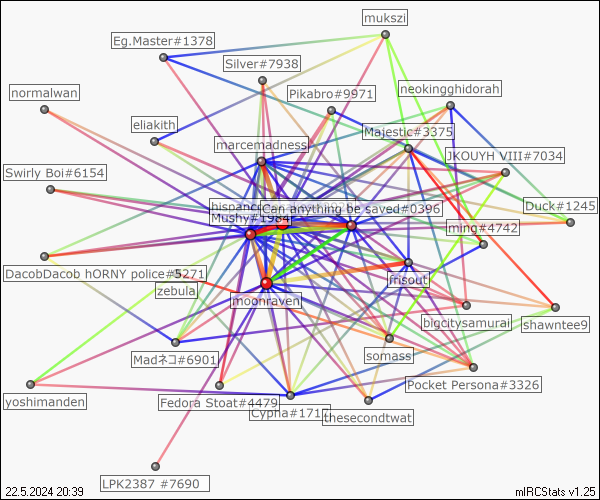 mukszi
Eg.Master#1378
Silver#7938
normalwan
Pikabro#9971
neokingghidorah
eliakith
Majestic#3375
marcemadness
JKOUYH VIII#7034
Swirly Boi#6154
Duck#1245
Can anything be saved#0396
Mushy#1984
ming#4742
DacobDacob hORNY police#5271
frisout
zebula
moonraven
bigcitysamurai
shawntee9
Madネコ#6901
somass
Pocket Persona#3326
yoshimanden
Fedora Stoat#4479
thesecondtwat
LPK2387 #7690
22.5.2024 20:39
mIRCStats v1.25